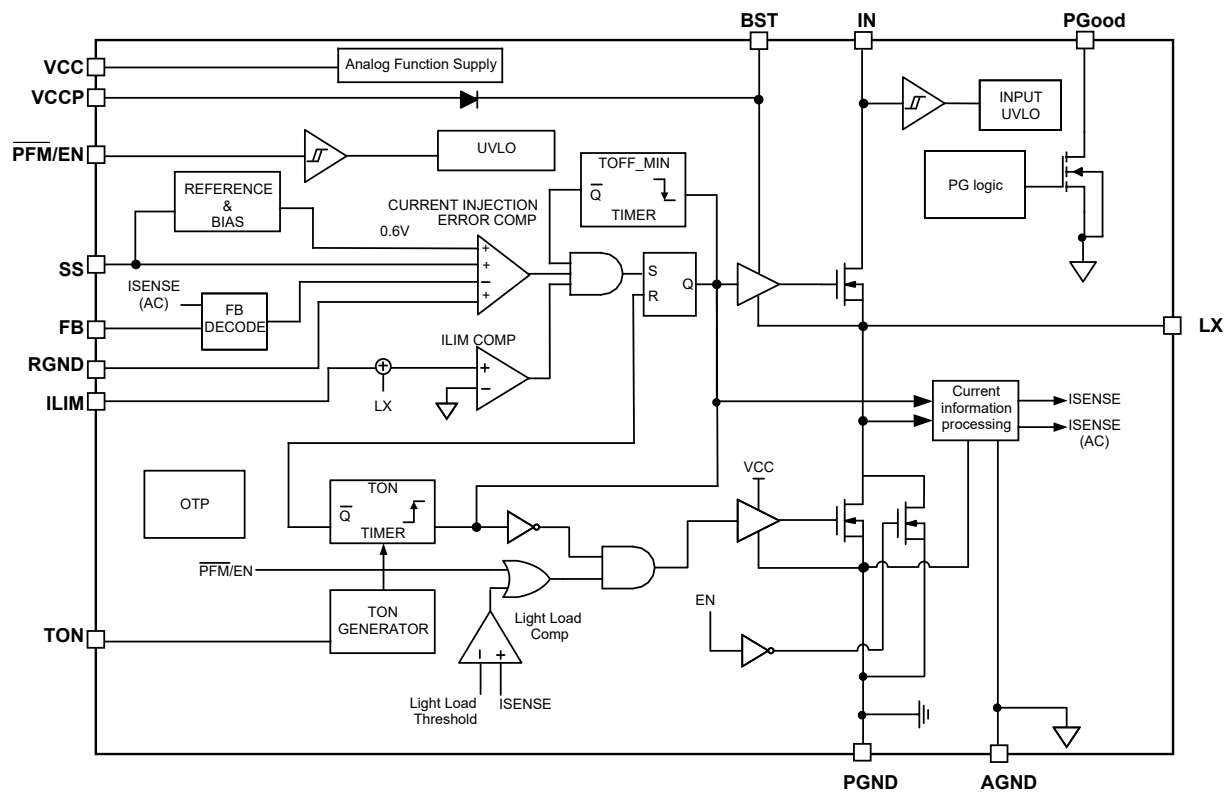 BST
IN
PGood
VCC
Analog Function Supply
VCCP
INPUT
UVLO
PFM/EN
UVLO
TOFF_MIN
Q
TIMER
PG logic
REFERENCE
&
BIAS
CURRENT INJECTION
ERROR COMP
0.6V
+
+
−
+
S
R
Q
SS
ISENSE
(AC)
FB
DECODE
FB
LX
RGND
ILIM COMP
+
−
ILIM
LX
Current
information
processing
ISENSE
ISENSE
(AC)
OTP
TON
Q
TIMER
VCC
PFM/EN
TON
GENERATOR
TON
Light Load
Comp
EN
−
+
Light Load
Threshold
ISENSE
PGND
AGND